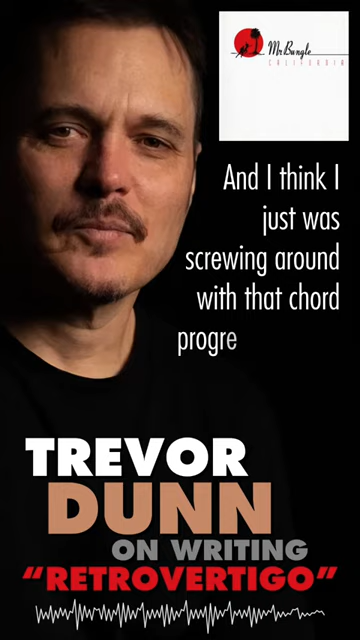 Mr Bungle
CALIFORNIA
And I think I
just was
screwing around
with that chord
progre
TREVOR
DUNN
ON WRITING
“RETROVERTIGO”